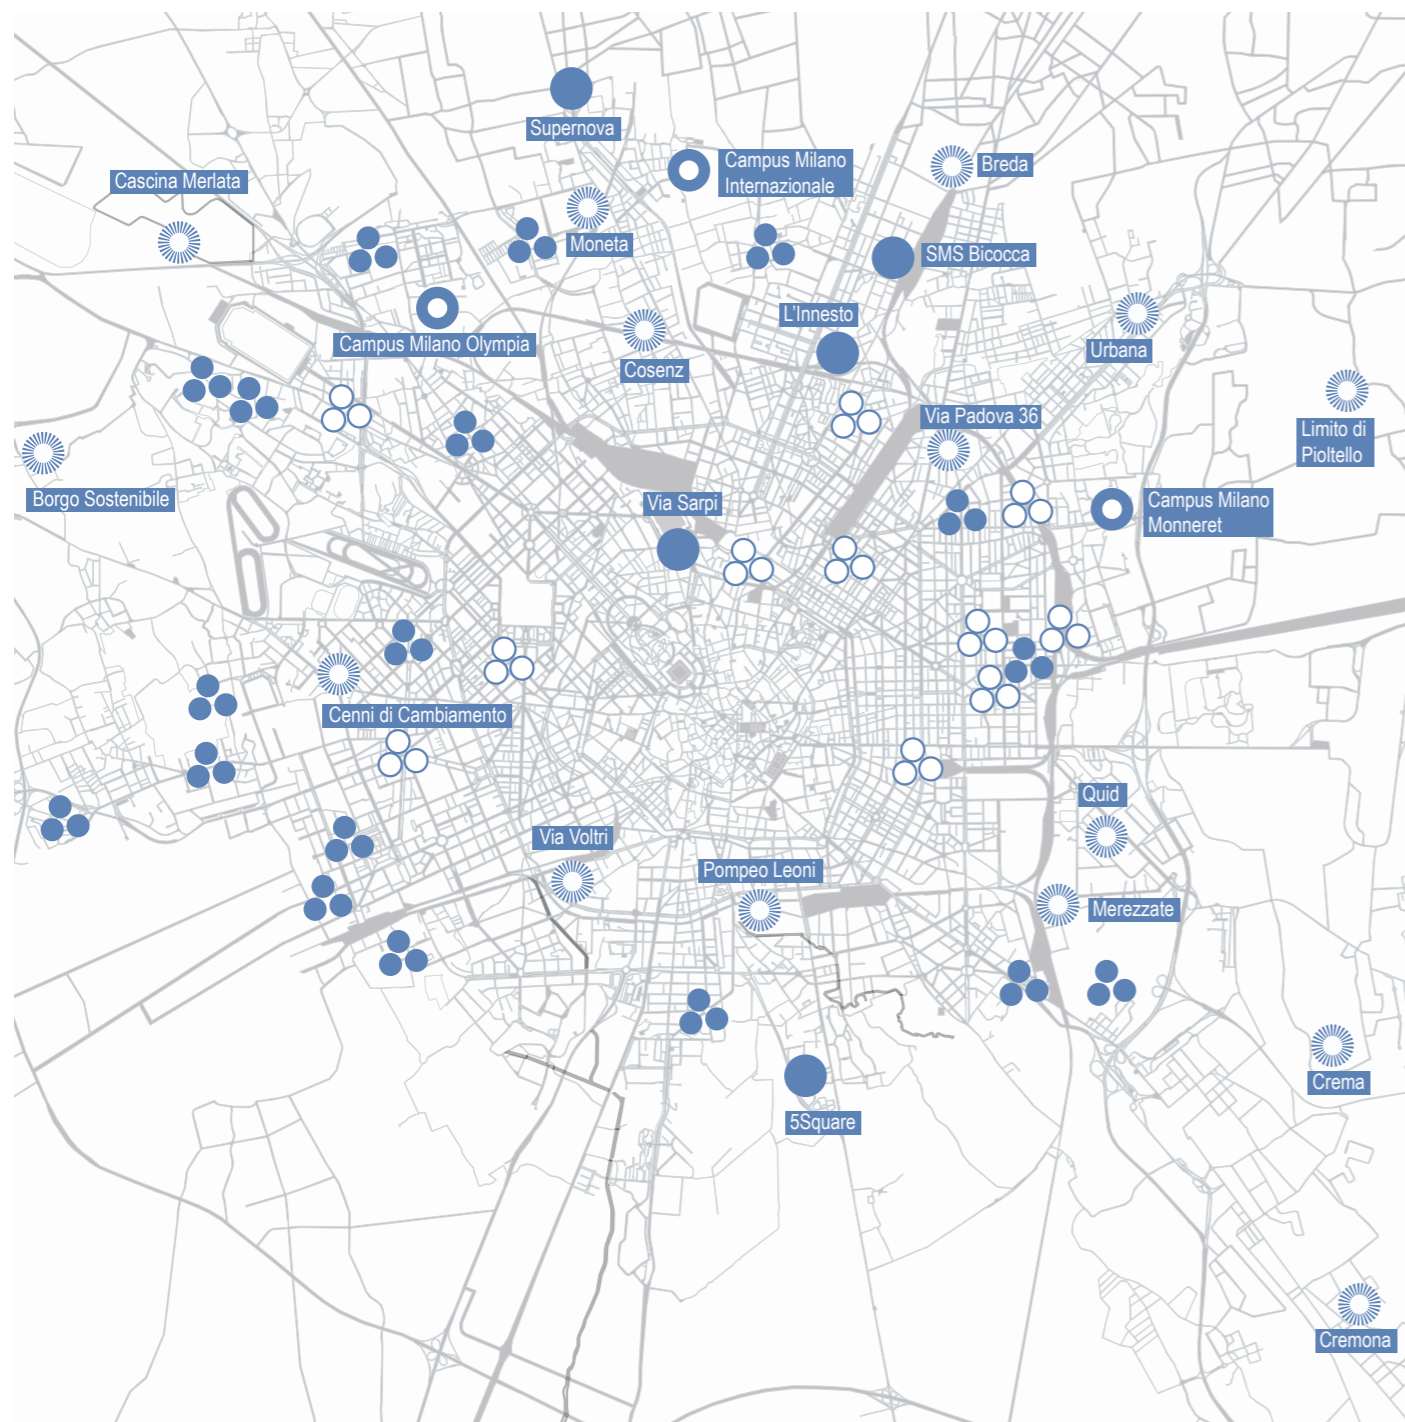 Supernova
Campus Milano
Internazionale
Breda
Cascina Merlata
Moneta
SMS Bicocca
L'Innesto
Campus Milano Olympia
Cosenz
Urbana
Via Padova 36
Limito di
Pioltello
Borgo Sostenibile
Via Sarpi
Campus Milano
Monneret
Cenni di Cambiamento
Quid
Via Voltri
Pompeo Leoni
Merezzate
Crema
5Square
Cremona